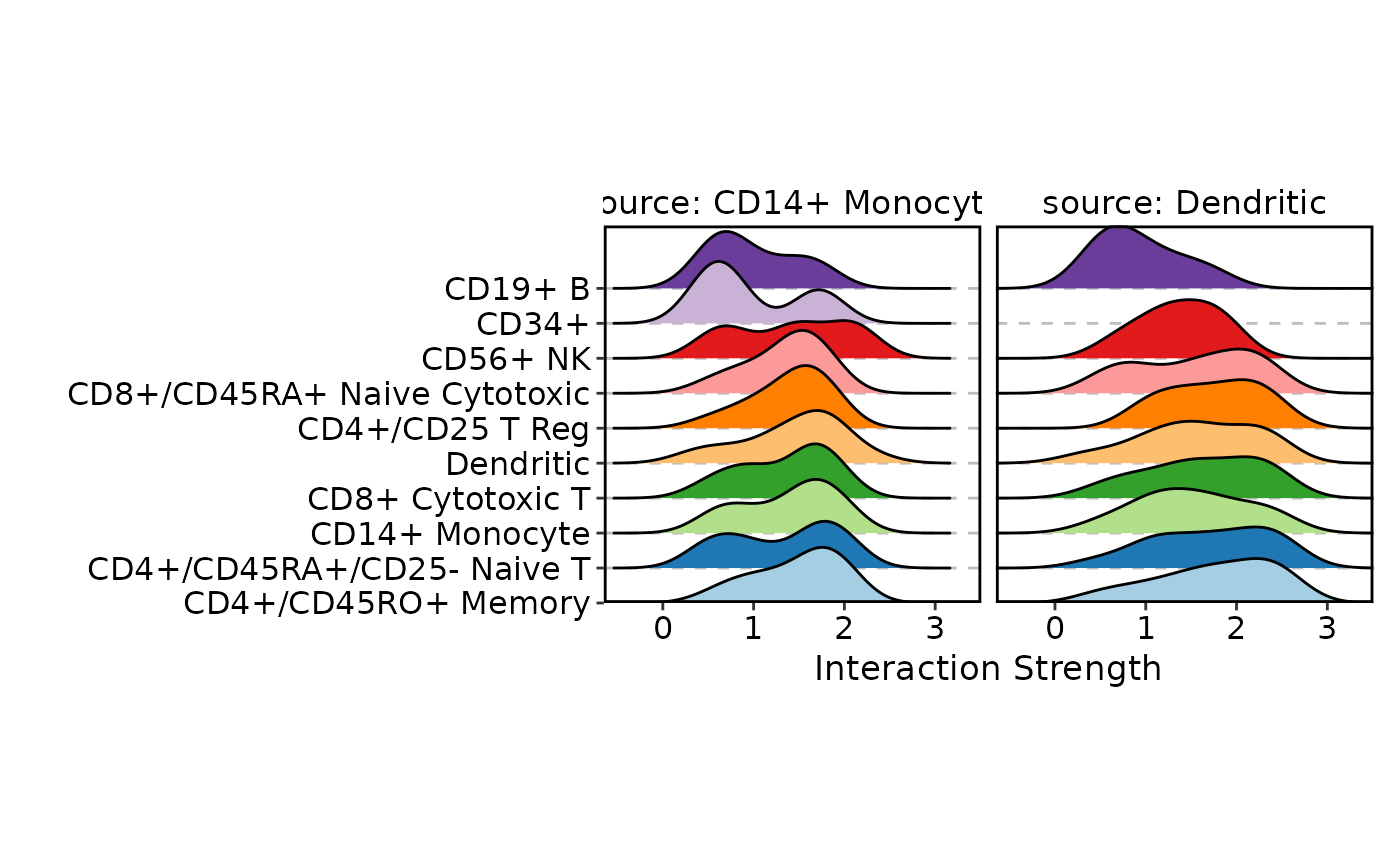 ource: CD14+ Monocyt
source: Dendritic
CD19+ B
CD34+
CD56+ NK
CD8+/CD45RA+ Naive Cytotoxic
CD4+/CD25 T Reg
Dendritic
CD8+ Cytotoxic T
CD14+ Monocyte
CD4+/CD45RA+/CD25- Naive T
CD4+/CD45RO+ Memory
0 1 2 3
0 1 2 3
Interaction Strength